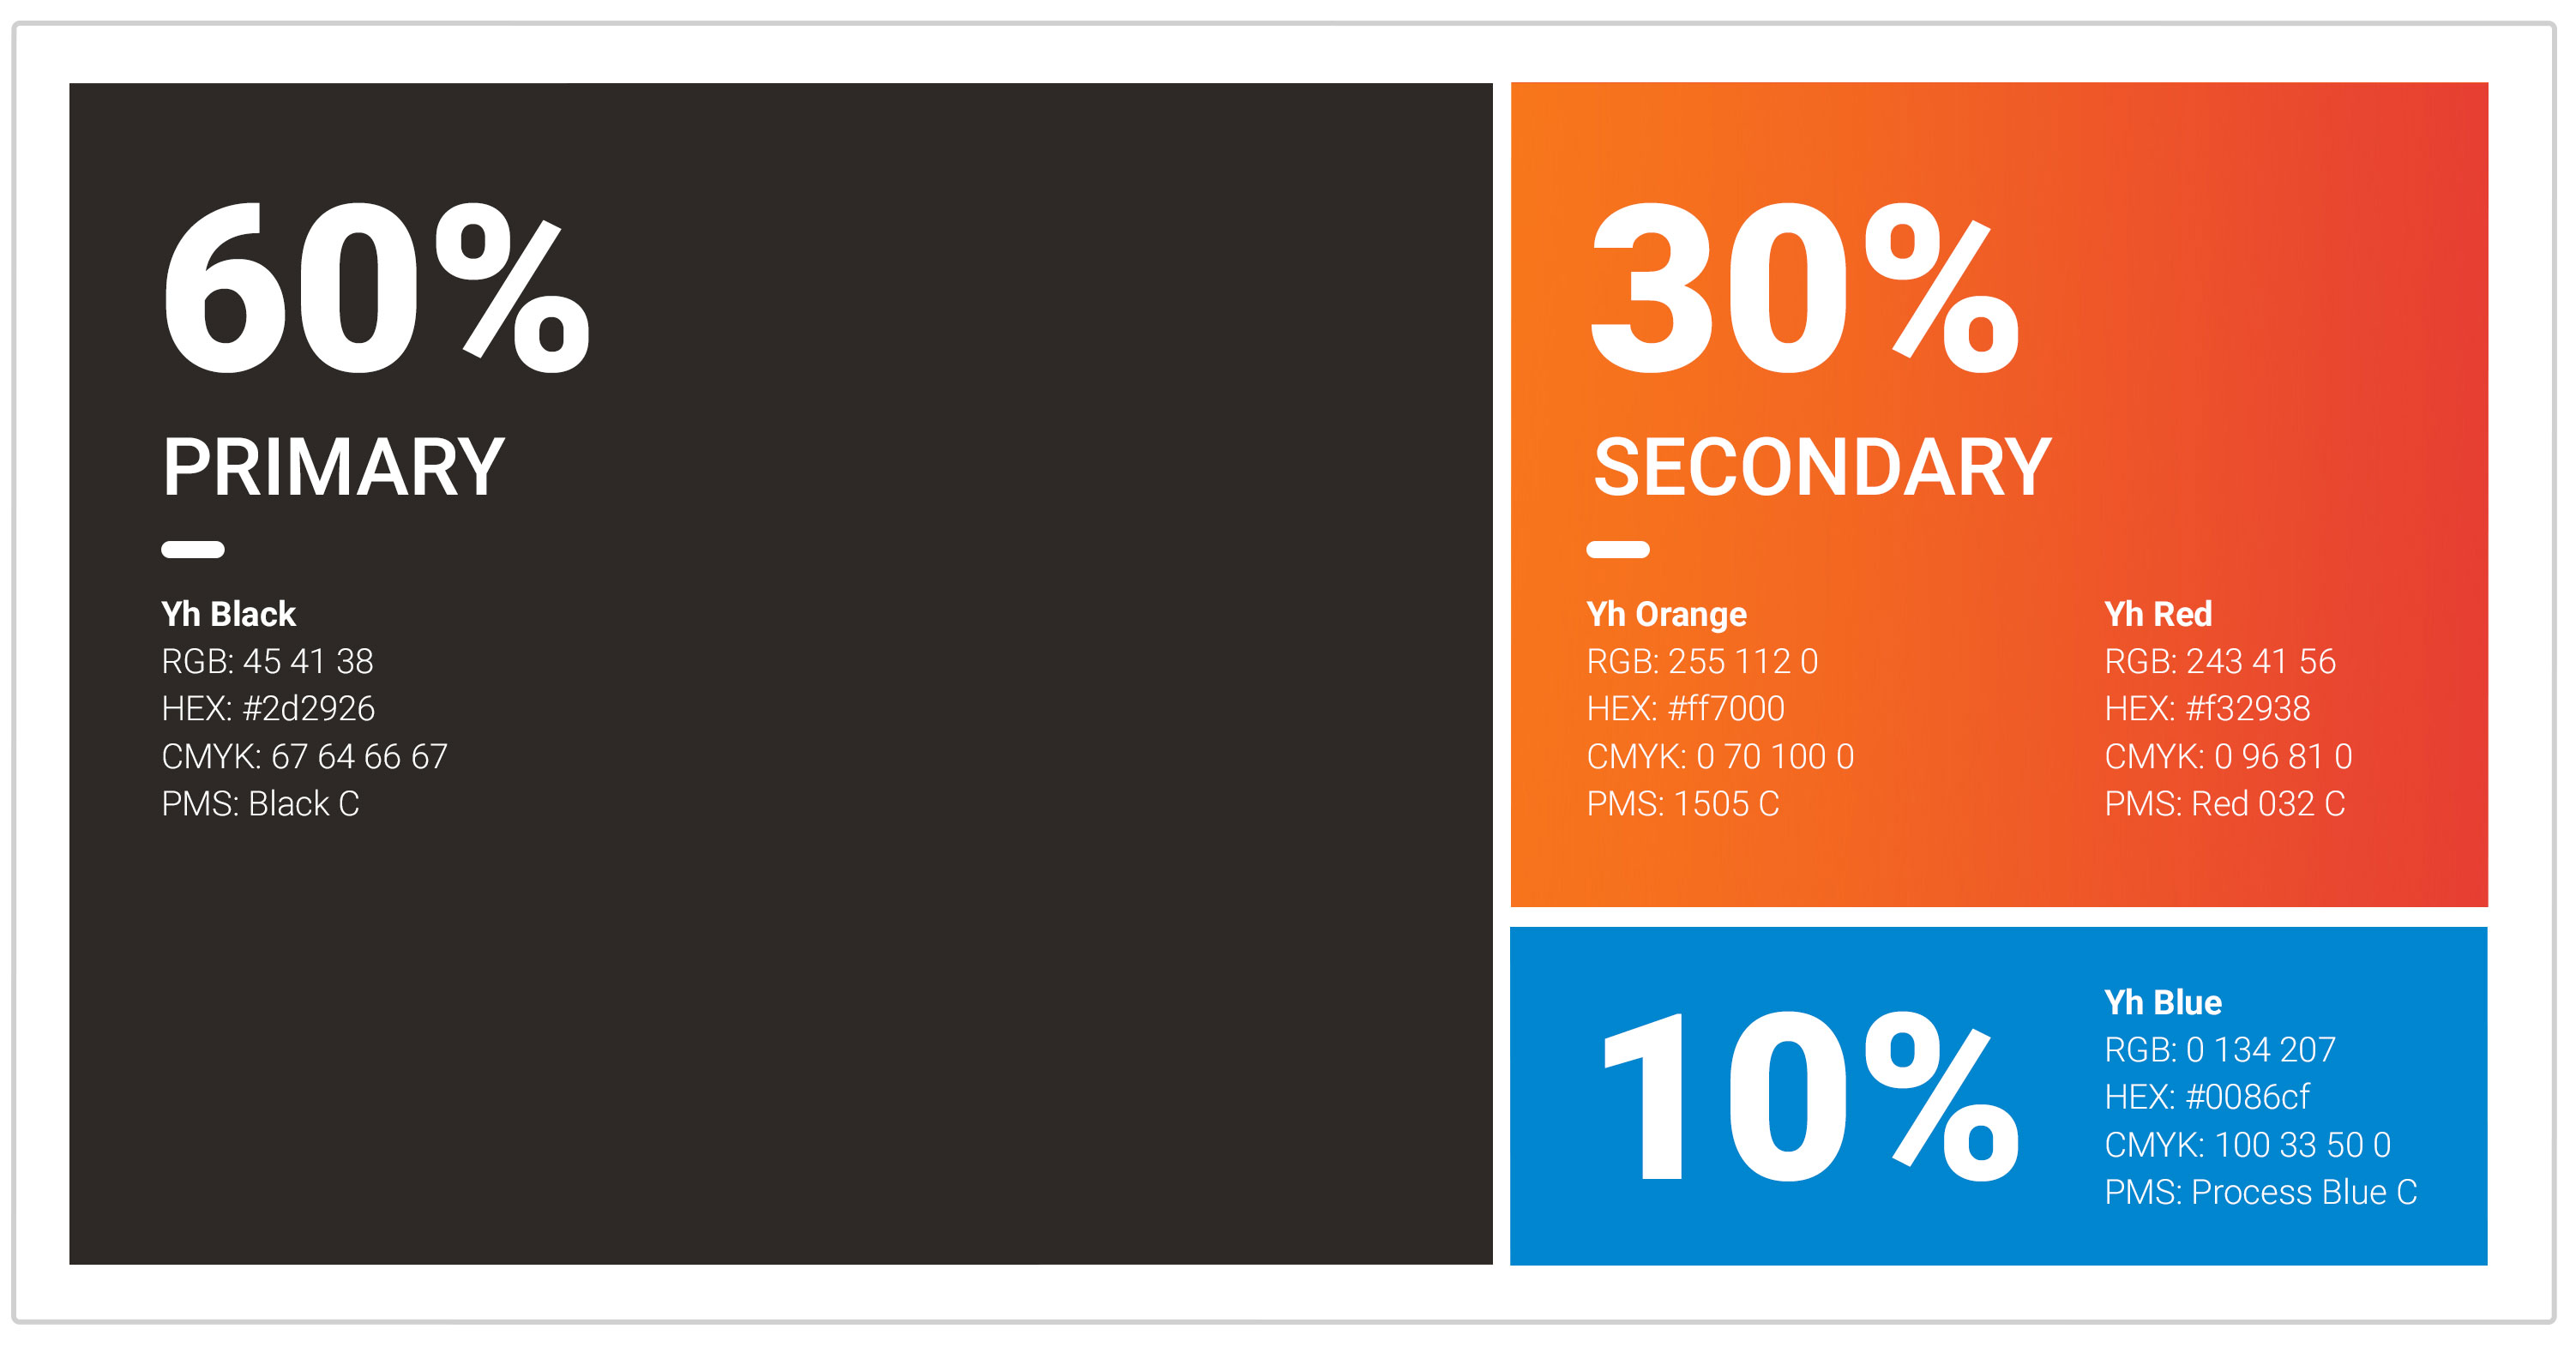 60%
PRIMARY
Yh Black
RGB: 45 41 38
HEX: #2d2926
CMYK: 67 64 66 67
PMS: Black C
30%
SECONDARY
Yh Orange
RGB: 255 112 0
HEX: #ff7000
CMYK: 0 70 100 0
PMS: 1505 C
Yh Red
RGB: 243 41 56
HEX: #f32938
CMYK: 0 96 81 0
PMS: Red 032 C
10%
Yh Blue
RGB: 0 134 207
HEX: #0086cf
CMYK: 100 33 50 0
PMS: Process Blue C